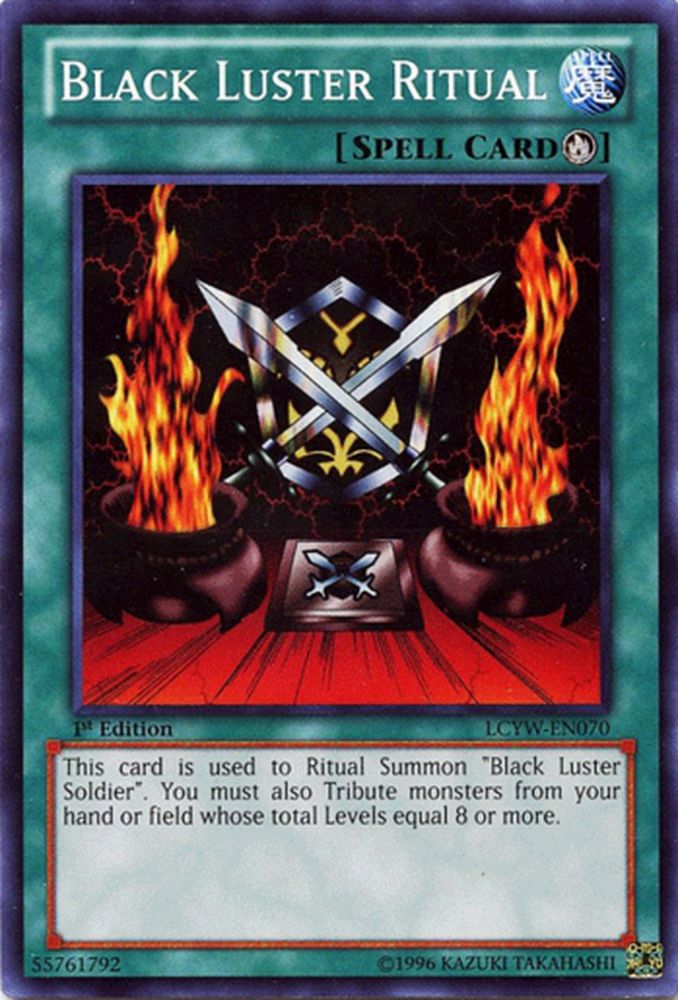 BLACK LUSTER RITUAL 魔
[SPELL CARD]
1st Edition LCYW-EN070
This card is used to Ritual Summon "Black Luster
Soldier". You must also Tribute monsters from your
hand or field whose total Levels equal 8 or more.
55761792 ©1996 KAZUKI TAKAHASHI